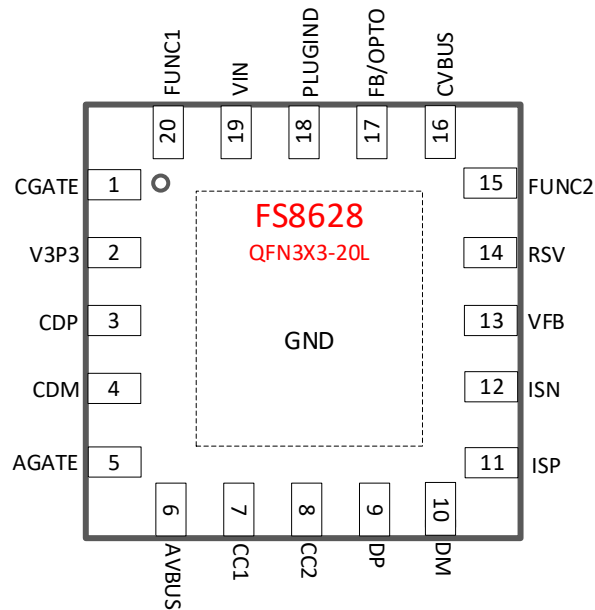 FUNC1
VIN
PLUGIND
FB/OPTO
CVBUS
20
19
18
17
16
CGATE 1
15 FUNC2
FS8628
QFN3X3-20L
V3P3 2
14 RSV
CDP 3
13 VFB
GND
CDM 4
12 ISN
AGATE 5
11 ISP
6
7
8
9
10
AVBUS
CC1
CC2
DP
DM